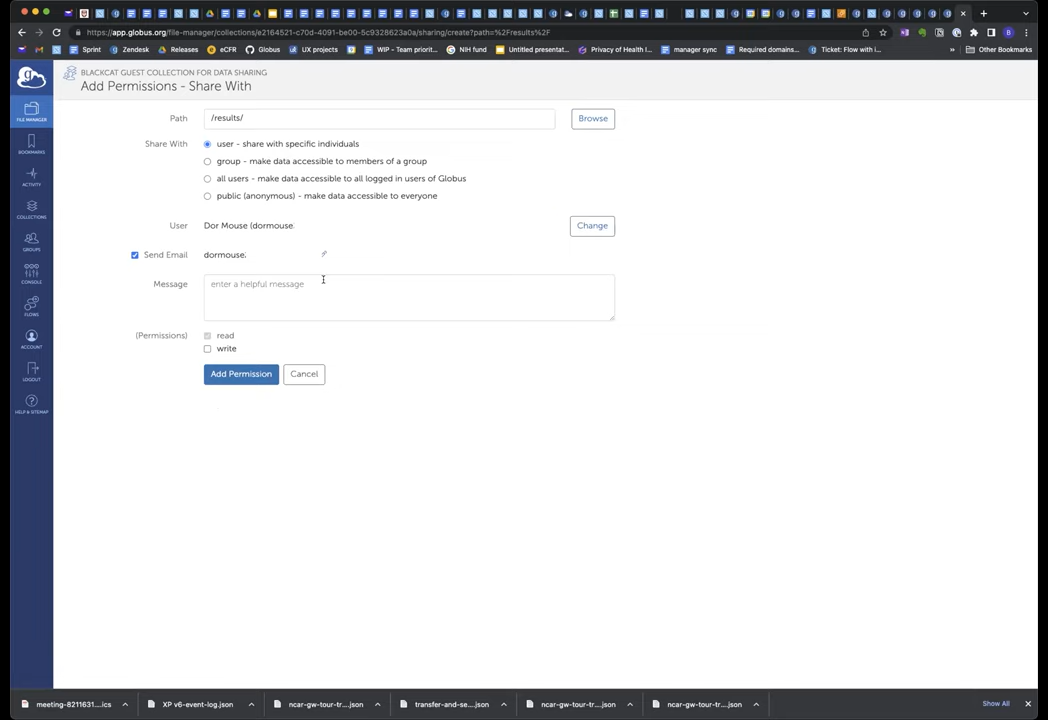 https://app.globus.org/file-manager/collections/e2164521-c70d-4091-be00-5c9328623a0a/sharing/create?path=%2Fresults%2F
Sprint Zendesk Releases eCFR Globus UX projects NIH fund Untitled presentat... Privacy of Health I... manager sync Required domains... Ticket: Flow with i... » Other Bookmarks
BLACKCAT GUEST COLLECTION FOR DATA SHARING
Add Permissions - Share With
FILE MANAGER
BOOKMARKS
ACTIVITY
COLLECTIONS
GROUPS
CONSOLE
FLOWS
ACCOUNT
LOGOUT
HELP & SITEMAP
Path /results/ Browse
Share With user - share with specific individuals
group - make data accessible to members of a group
all users - make data accessible to all logged in users of Globus
public (anonymous) - make data accessible to everyone
User Dor Mouse (dormouse Change
Send Email dormouse
Message enter a helpful message
(Permissions) read
write
Add Permission Cancel
meeting-8211631....ics XP v6-event-log.json ncar-gw-tour-tr....json transfer-and-se....json ncar-gw-tour-tr....json ncar-gw-tour-tr....json Show All